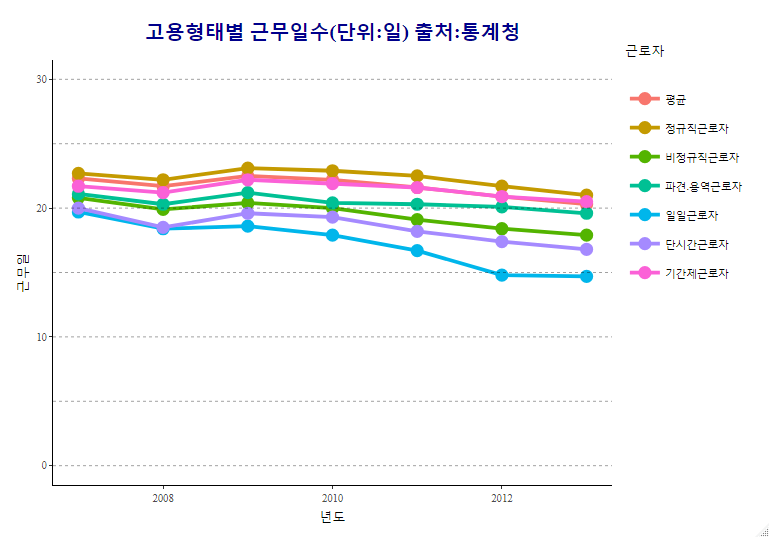 고용형태별 근무일수(단위:일) 출처:통계청
근로자
평균
정규직근로자
비정규직근로자
파견.용역근로자
일일근로자
단시간근로자
기간제근로자
30
20
10
0
근무일
2008
2010
2012
년도